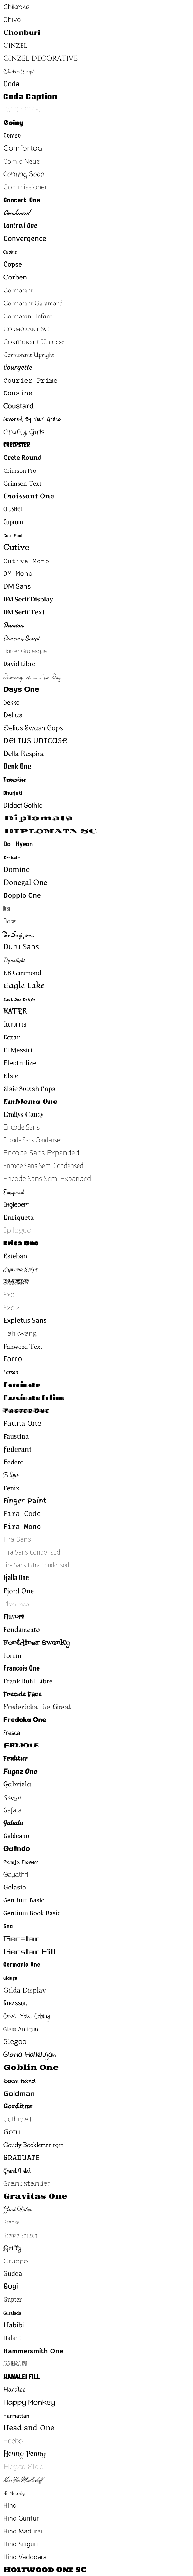 Chilanka
Chivo
Chonburi
Cinzel
Cinzel Decorative
Clicker Script
Coda
Coda Caption
Codystar
Coiny
Combo
Comfortaa
Comic Neue
Coming Soon
Commissioner
Concert One
Condiment
Contrail One
Convergence
Cookie
Copse
Corben
Cormorant
Cormorant Garamond
Cormorant Infant
Cormorant SC
Cormorant Unicase
Cormorant Upright
Courgette
Courier Prime
Cousine
Coustard
Covered By Your Grace
Crafty Girls
Creepster
Crete Round
Crimson Pro
Crimson Text
Croissant One
Crushed
Cuprum
Cute Font
Cutive
Cutive Mono
DM Mono
DM Sans
DM Serif Display
DM Serif Text
Damion
Dancing Script
Darker Grotesque
David Libre
Dawning of a New Day
Days One
Dekko
Delius
Delius Swash Caps
Delius Unicase
Della Respira
Denk One
Devonshire
Dhurjati
Didact Gothic
Diplomata
Diplomata SC
Do Hyeon
Dokdo
Domine
Donegal One
Doppio One
Dorsa
Dosis
Dr Sugiyama
Duru Sans
Dynalight
EB Garamond
Eagle Lake
East Sea Dokdo
Eater
Economica
Eczar
El Messiri
Electrolize
Elsie
Elsie Swash Caps
Emblema One
Emilys Candy
Encode Sans
Encode Sans Condensed
Encode Sans Expanded
Encode Sans Semi Condensed
Encode Sans Semi Expanded
Engagement
Englebert
Enriqueta
Epilogue
Erica One
Esteban
Euphoria Script
Ewert
Exo
Exo 2
Expletus Sans
Fahkwang
Fanwood Text
Farro
Farsan
Fascinate
Fascinate Inline
Faster One
Fauna One
Faustina
Federant
Federo
Felipa
Fenix
Finger Paint
Fira Code
Fira Mono
Fira Sans
Fira Sans Condensed
Fira Sans Extra Condensed
Fjalla One
Fjord One
Flamenco
Flavors
Fondamento
Fontdiner Swanky
Forum
Francois One
Frank Ruhl Libre
Freckle Face
Fredericka the Great
Fredoka One
Fresca
Frijole
Fruktur
Fugaz One
Gabriela
Gaegu
Gafata
Galada
Galdeano
Galindo
Gamja Flower
Gayathri
Gelasio
Gentium Basic
Gentium Book Basic
Geo
Geostar
Geostar Fill
Germania One
Gidugu
Gilda Display
Girassol
Give You Glory
Glass Antiqua
Glegoo
Gloria Hallelujah
Goblin One
Gochi Hand
Goldman
Gorditas
Gothic A1
Gotu
Goudy Bookletter 1911
Graduate
Grand Hotel
Grandstander
Gravitas One
Great Vibes
Grenze
Grenze Gotisch
Griffy
Gruppo
Gudea
Gugi
Gupter
Gurajada
Habibi
Halant
Hammersmith One
Hanalei
Hanalei Fill
Handlee
Happy Monkey
Harmattan
Headland One
Heebo
Henny Penny
Hepta Slab
Herr Von Muellerhoff
Hi Melody
Hind
Hind Guntur
Hind Madurai
Hind Siliguri
Hind Vadodara
Holtwood One SC